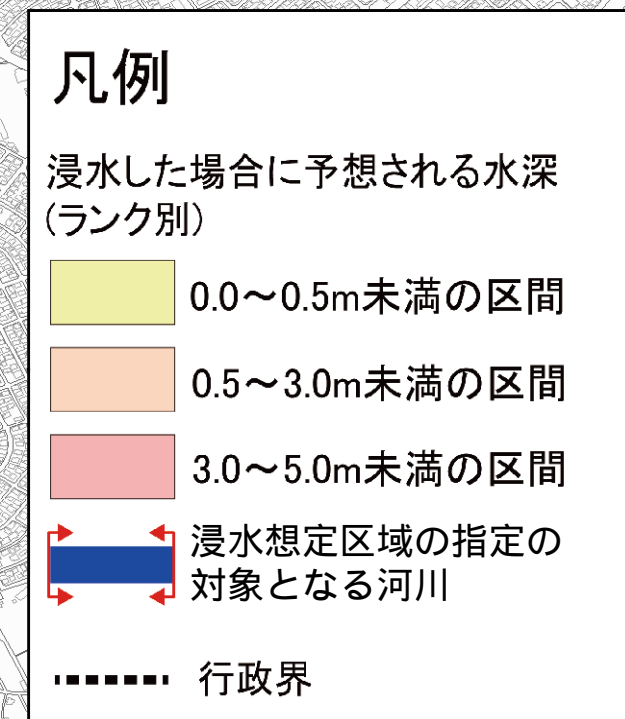 凡例
浸水した場合に予想される水深
(ランク別)
0.0～0.5m未満の区間
0.5～3.0m未満の区間
3.0～5.0m未満の区間
浸水想定区域の指定の
対象となる河川
行政界